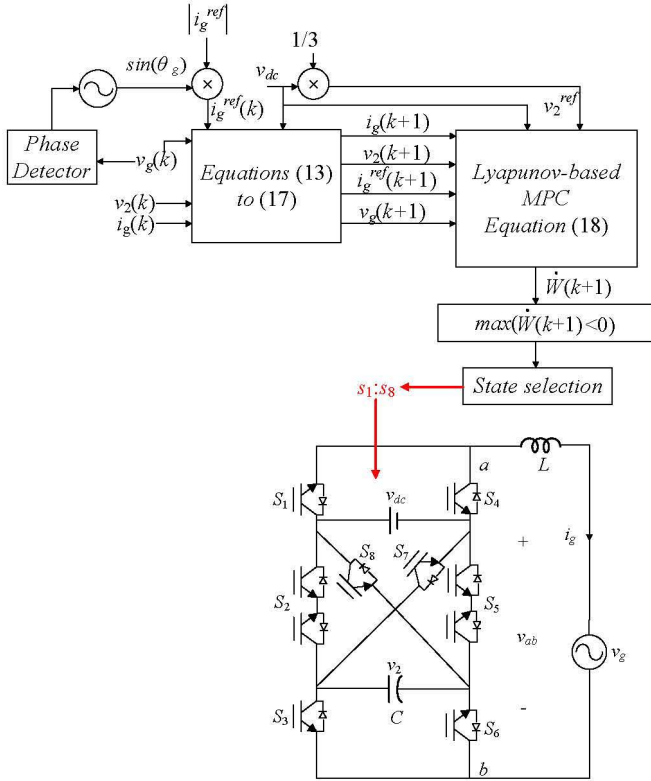 |i_g^ref|
1/3
sin(θ_g)
v_dc
×
×
i_g^ref(k)
v_2^ref
Phase
Detector
v_g(k)
v_2(k)
i_g(k)
Equations (13)
to (17)
i_g(k+1)
v_2(k+1)
i_g^ref(k+1)
v_g(k+1)
Lyapunov-based
MPC
Equation (18)
Ẇ(k+1)
max(Ẇ(k+1)<0)
State selection
s_1:s_8
a
L
S_1
v_dc
S_4
S_8
S_7
i_g
+
S_2
S_5
v_ab
v_g
v_2
C
S_3
S_6
-
b